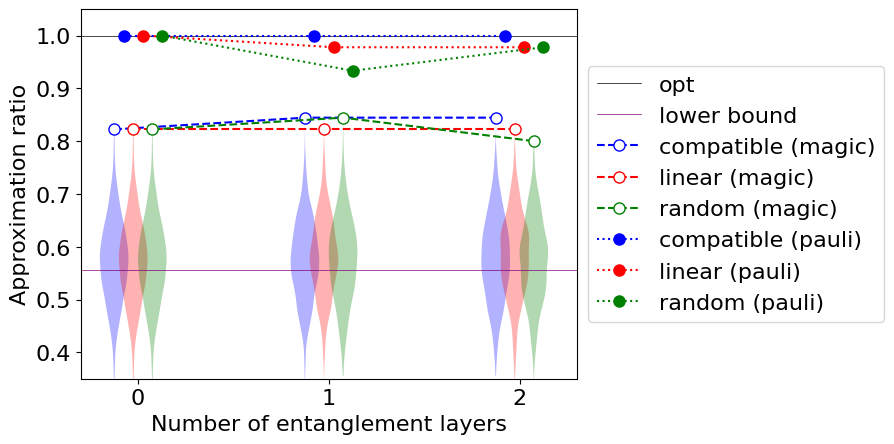 1.0
0.9
0.8
0.7
0.6
0.5
0.4
Approximation ratio
0
1
2
Number of entanglement layers
opt
lower bound
compatible (magic)
linear (magic)
random (magic)
compatible (pauli)
linear (pauli)
random (pauli)